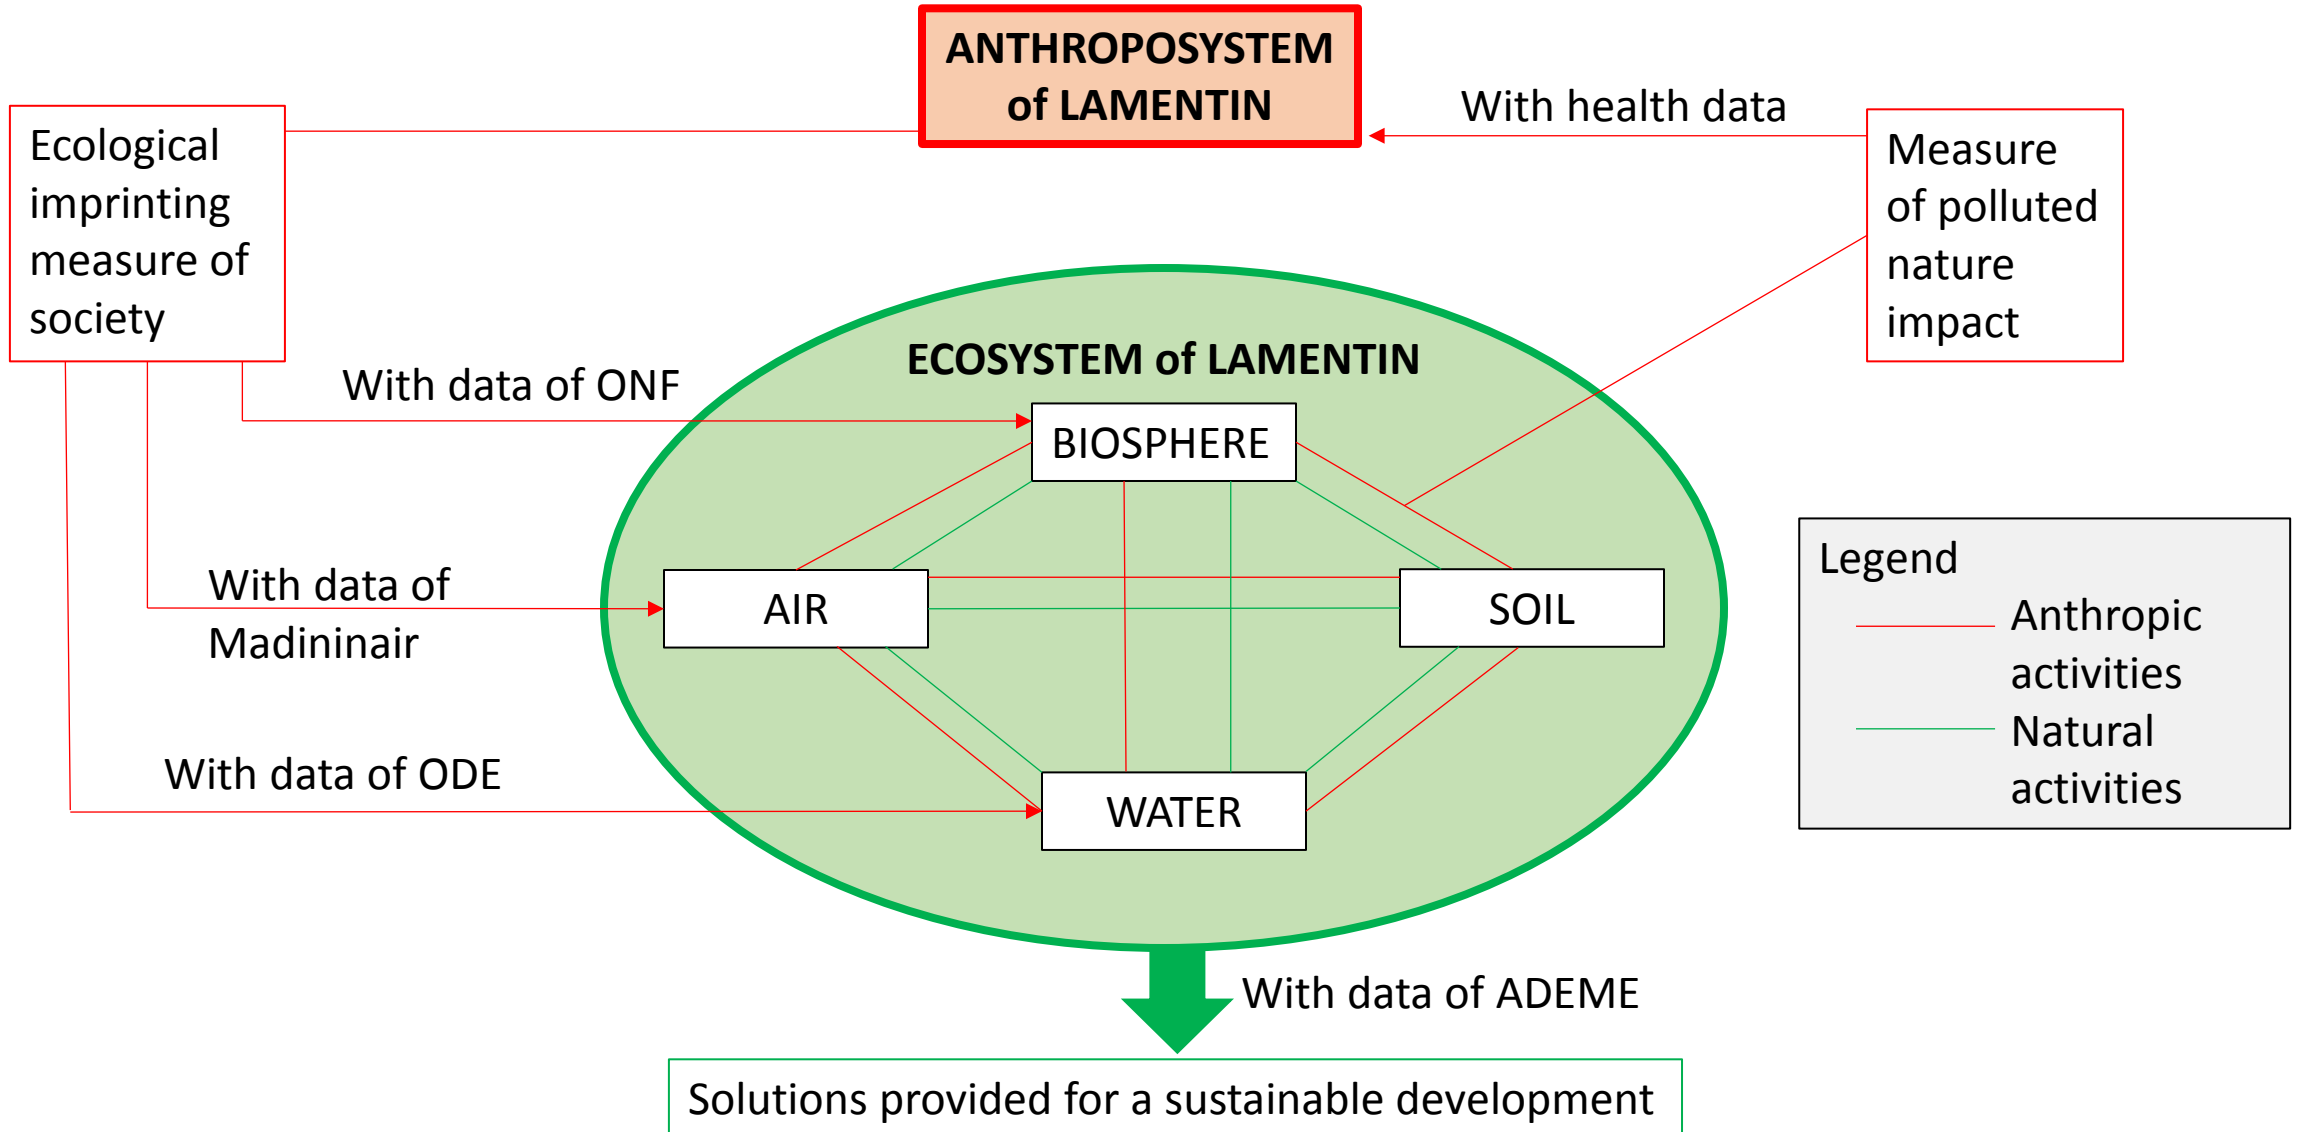 ANTHROPOSYSTEM
of LAMENTIN
With health data
Ecological
imprinting
measure of
society
Measure
of polluted
nature
impact
ECOSYSTEM of LAMENTIN
With data of ONF
BIOSPHERE
With data of
Madininair
AIR
SOIL
Legend
Anthropic
activities
Natural
activities
With data of ODE
WATER
With data of ADEME
Solutions provided for a sustainable development